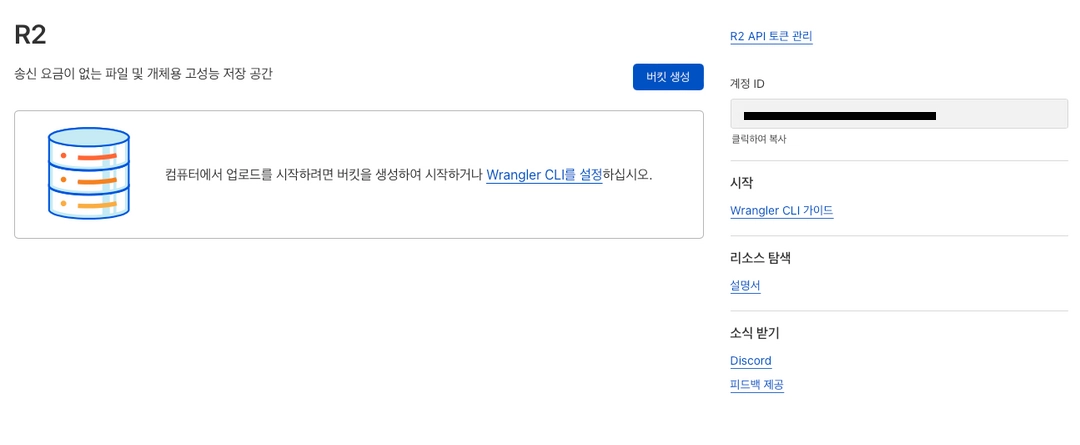 R2
송신 요금이 없는 파일 및 개체용 고성능 저장 공간
버킷 생성
컴퓨터에서 업로드를 시작하려면 버킷을 생성하여 시작하거나 Wrangler CLI를 설정하십시오.
R2 API 토큰 관리
계정 ID
클릭하여 복사
시작
Wrangler CLI 가이드
리소스 탐색
설명서
소식 받기
Discord
피드백 제공